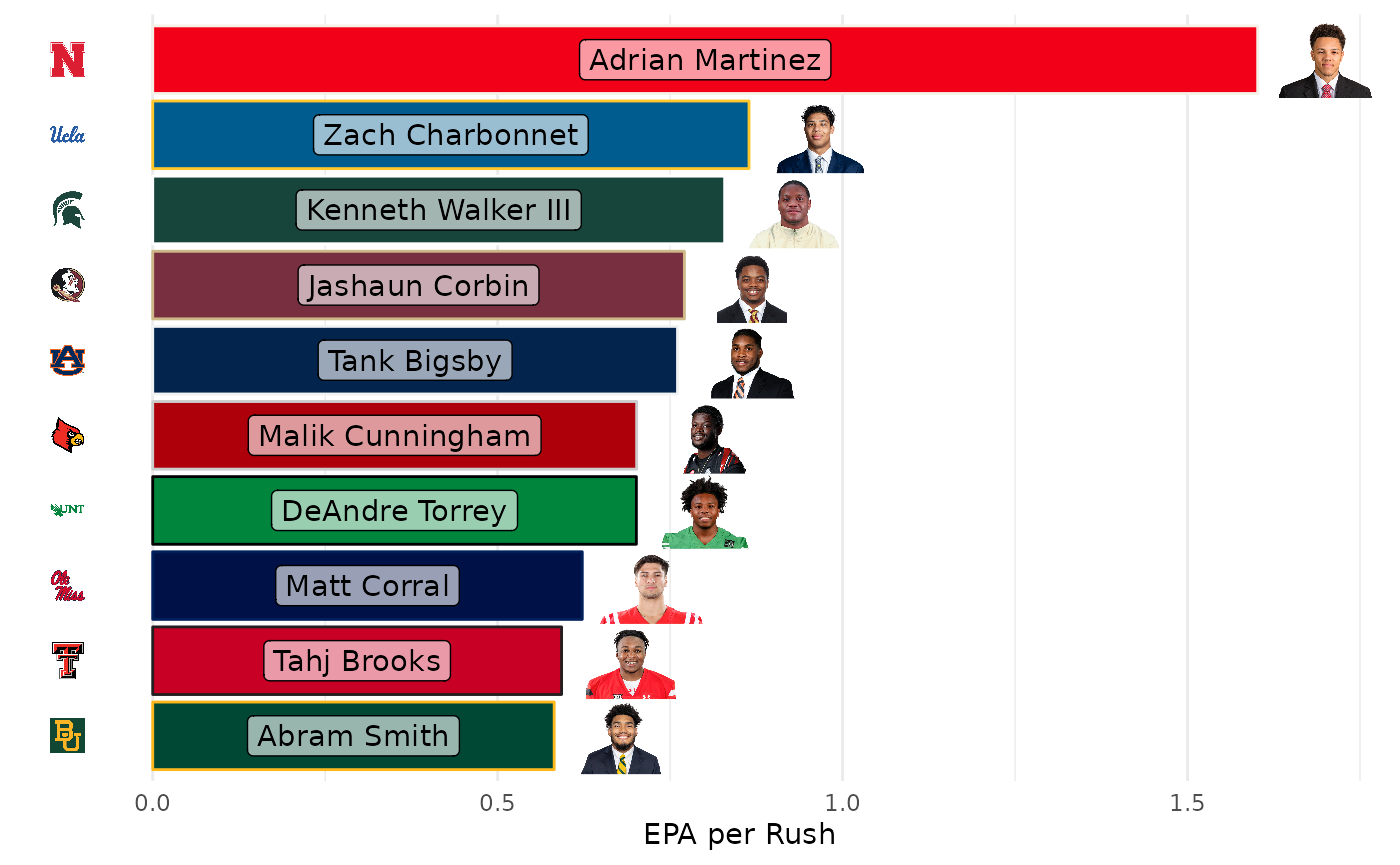 N
Adrian Martinez
Ucla
Zach Charbonnet
Kenneth Walker III
Jashaun Corbin
AU
Tank Bigsby
Malik Cunningham
UNT
DeAndre Torrey
Ole
Miss
Matt Corral
T
Tahj Brooks
BU
Abram Smith
0.0 0.5 1.0 1.5
EPA per Rush